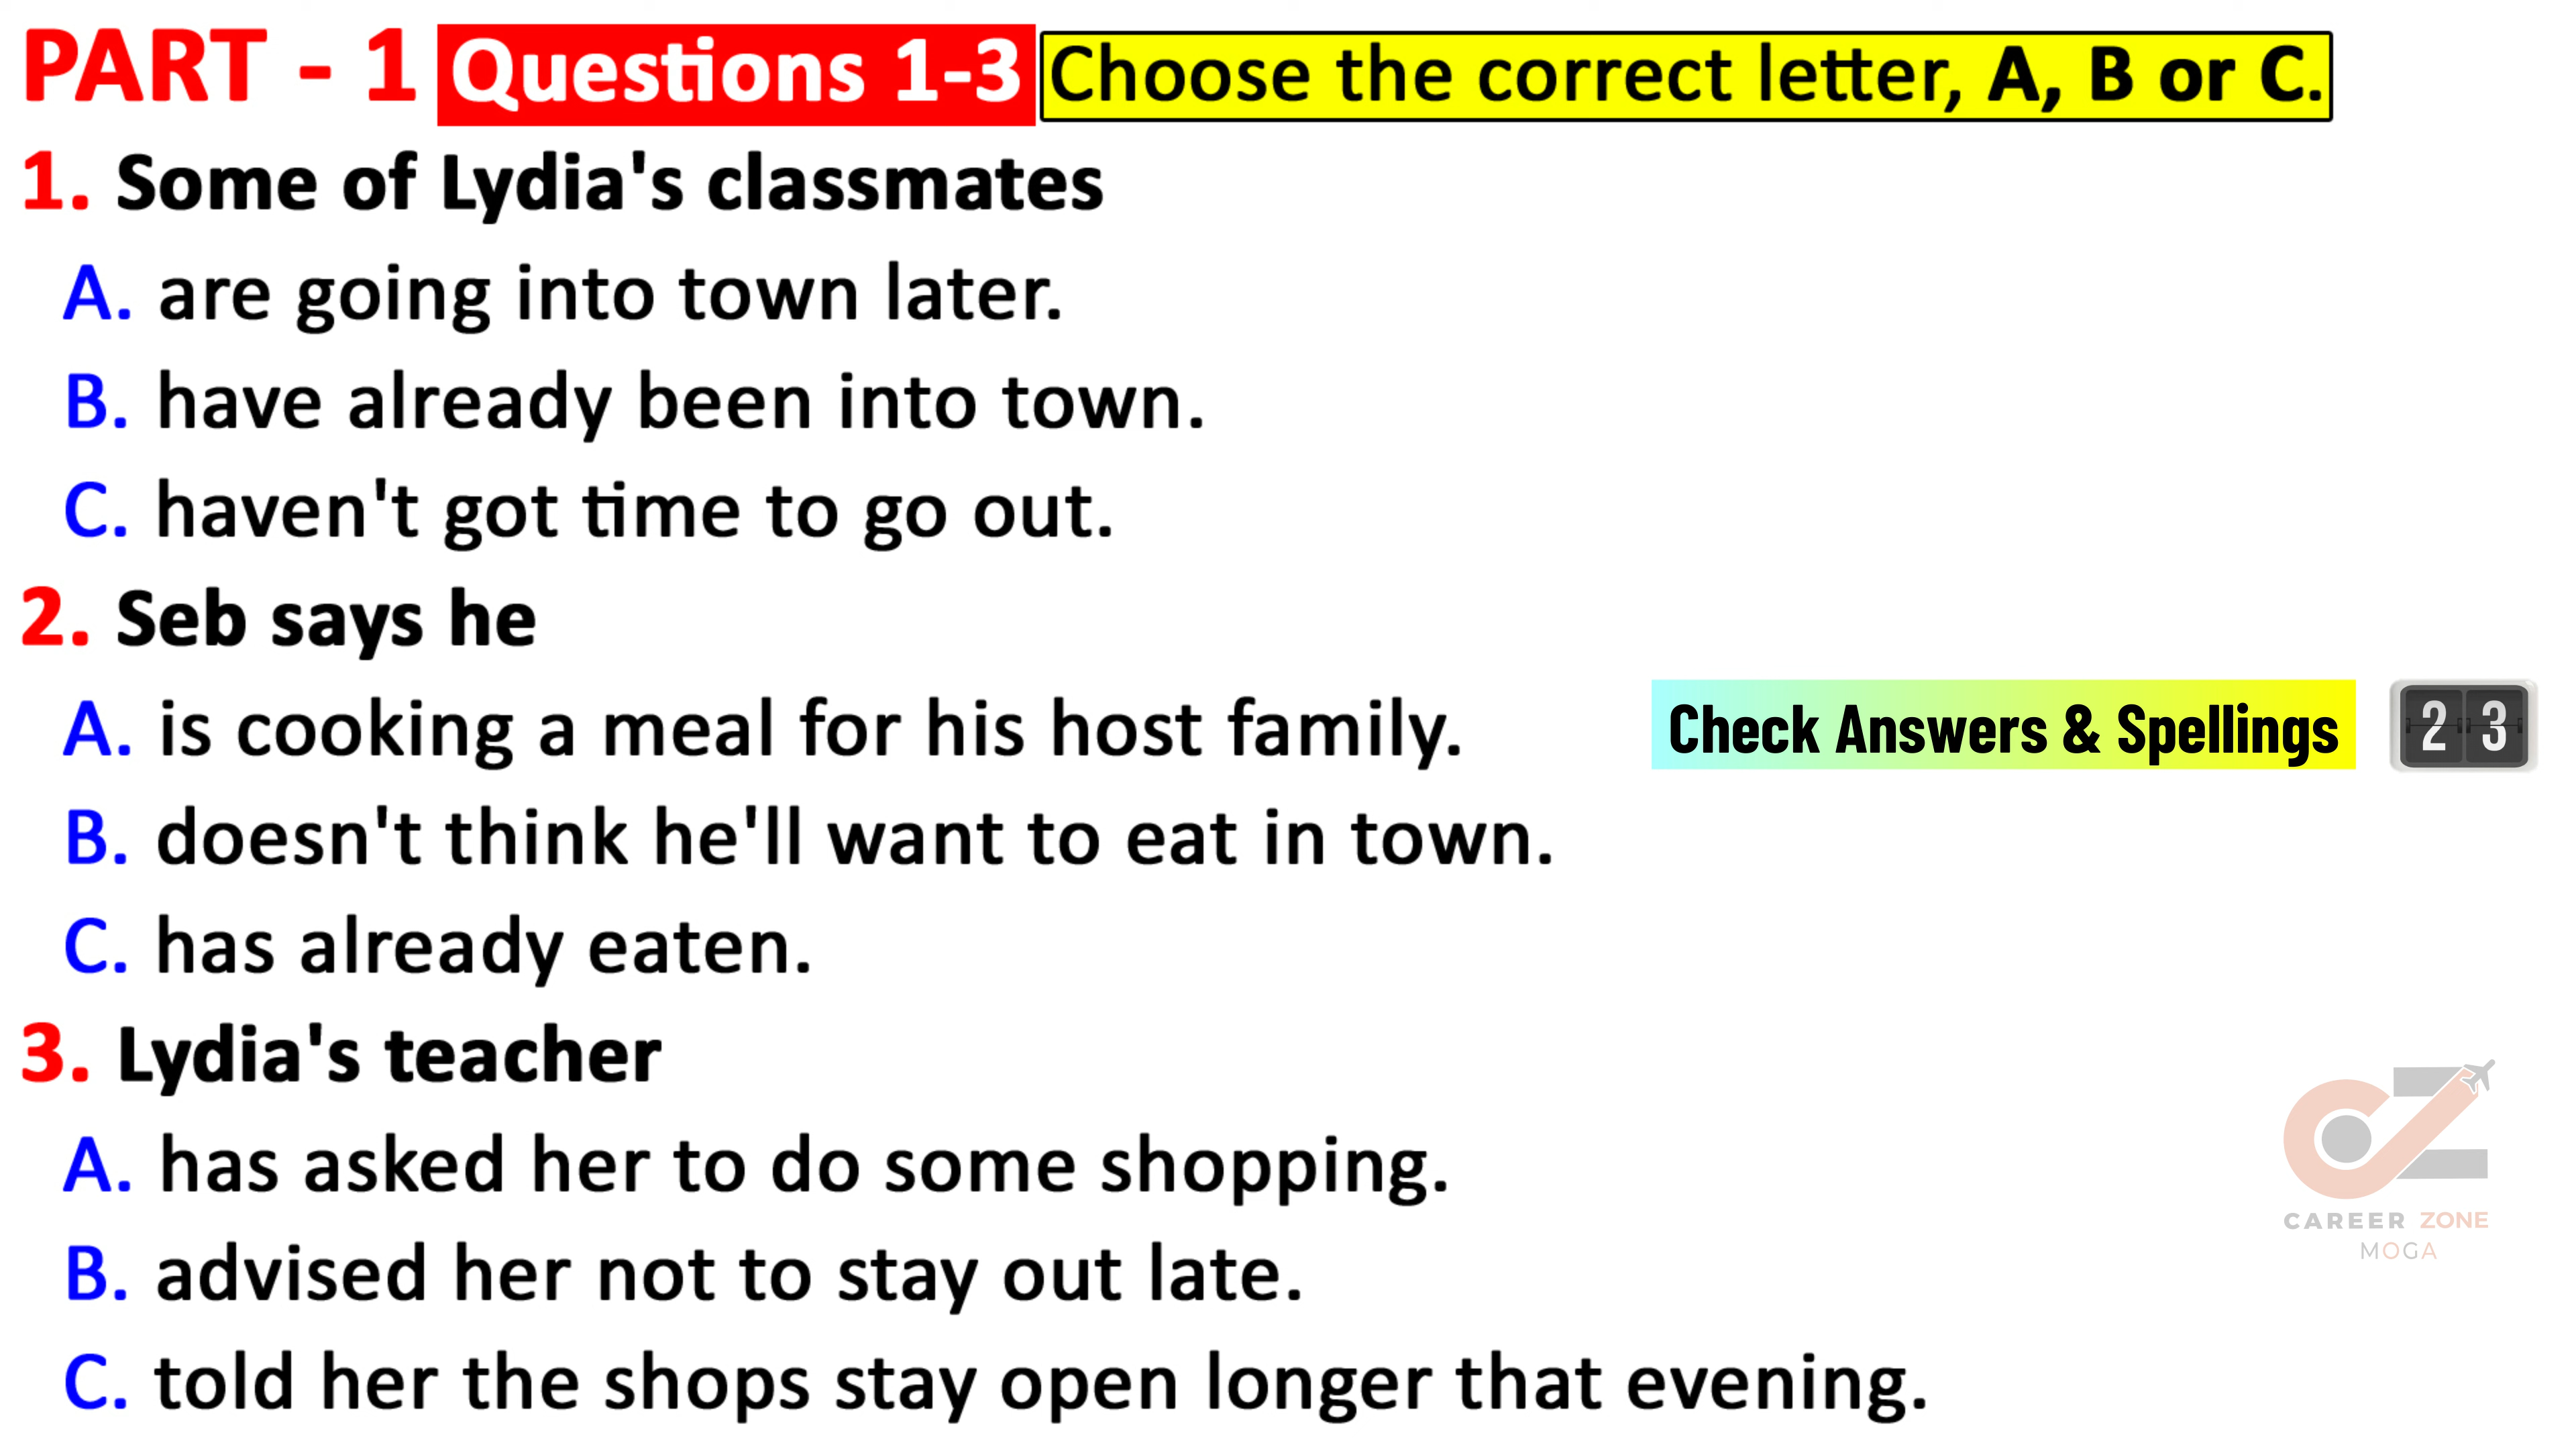 PART - 1 Questions 1-3 Choose the correct letter, A, B or C.
1. Some of Lydia's classmates
A. are going into town later.
B. have already been into town.
C. haven't got time to go out.
2. Seb says he
A. is cooking a meal for his host family.
Check Answers & Spellings 23
B. doesn't think he'll want to eat in town.
C. has already eaten.
3. Lydia's teacher
A. has asked her to do some shopping.
B. advised her not to stay out late.
C. told her the shops stay open longer that evening.
CZ
CAREER ZONE
MOGA